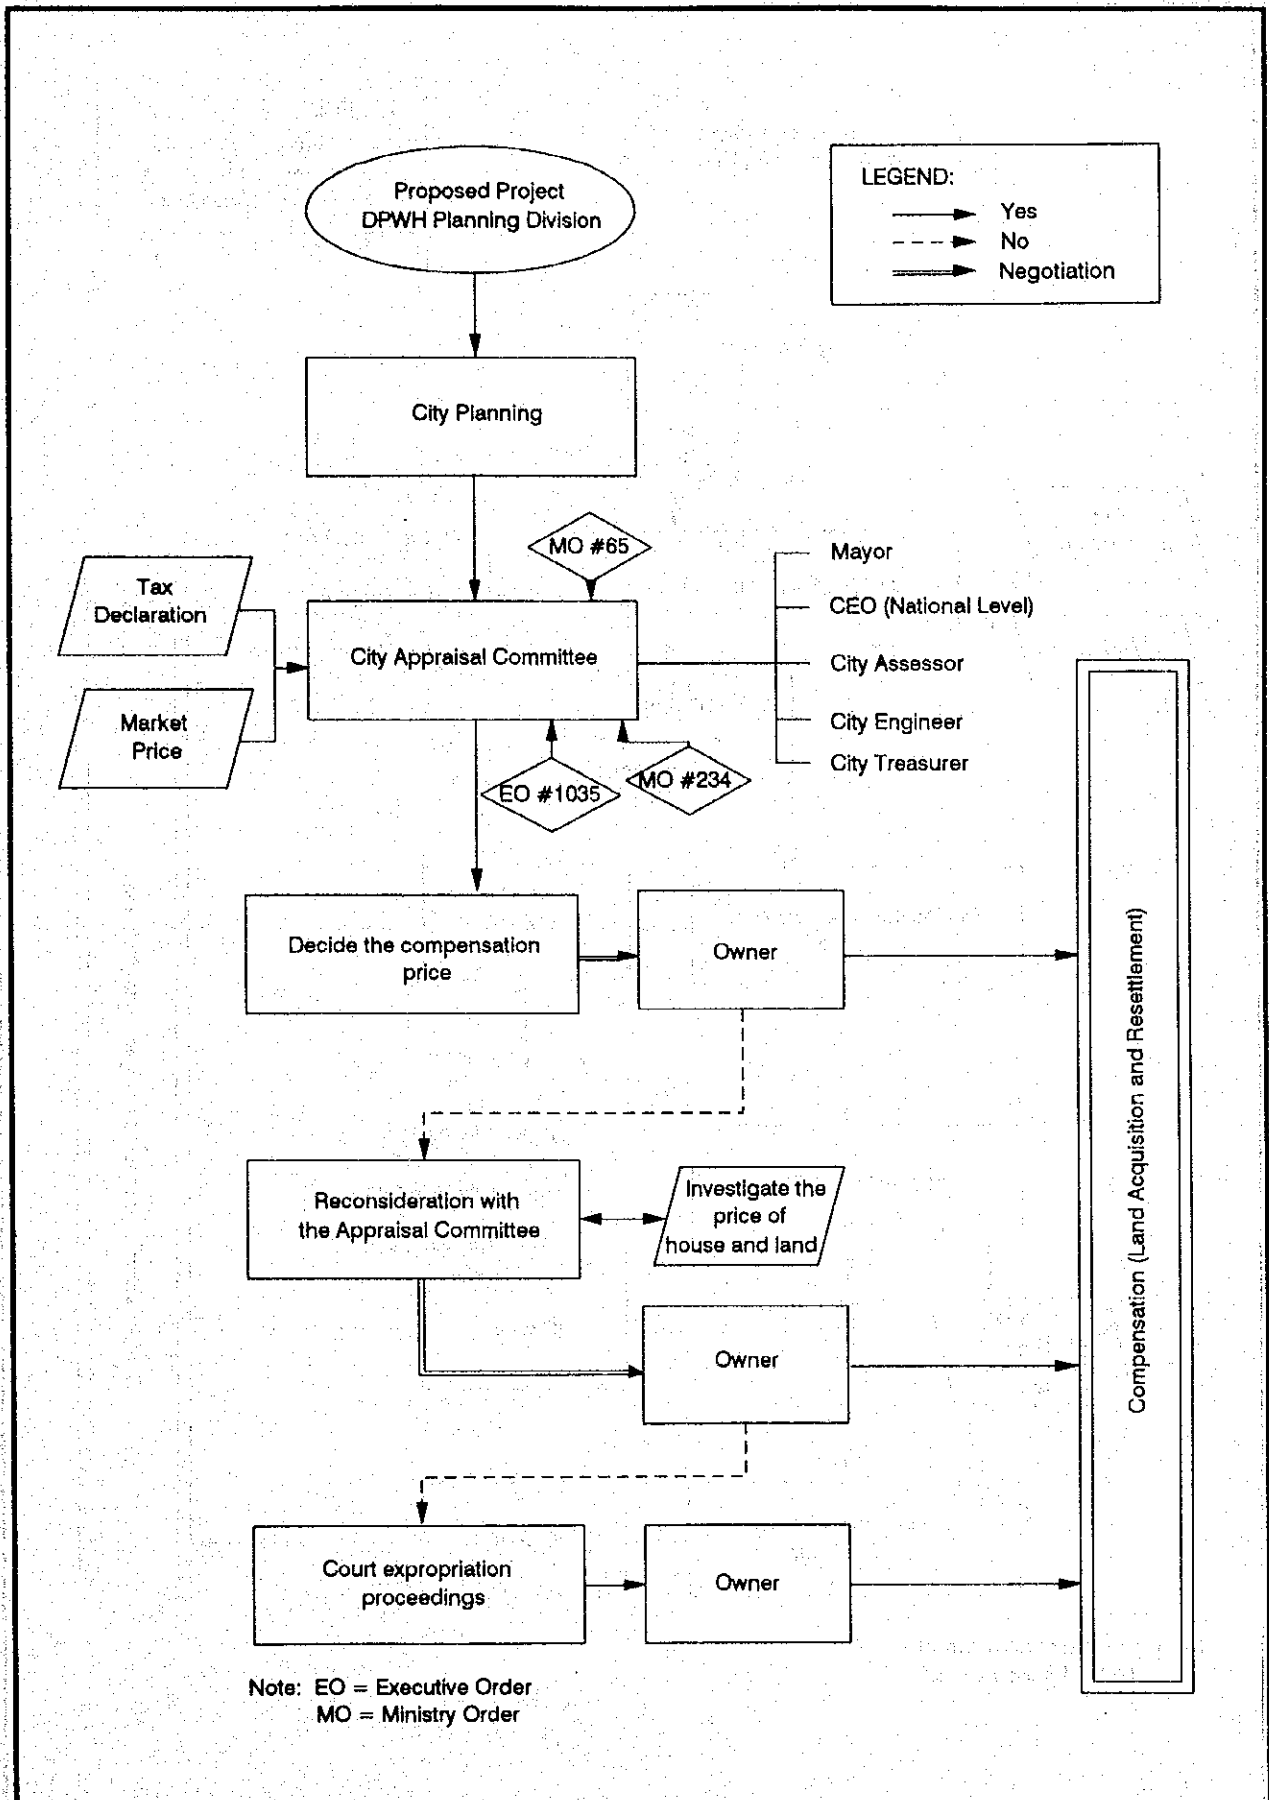 Proposed Project
DPWH Planning Division
LEGEND:
Yes
No
Negotiation
City Planning
MO #65
Tax
Declaration
Market
Price
City Appraisal Committee
Mayor
CEO (National Level)
City Assessor
City Engineer
City Treasurer
EO #1035
MO #234
Decide the compensation
price
Owner
Compensation (Land Acquisition and Resettlement)
Reconsideration with
the Appraisal Committee
Investigate the
price of
house and land
Owner
Court expropriation
proceedings
Owner
Note: EO = Executive Order
MO = Ministry Order